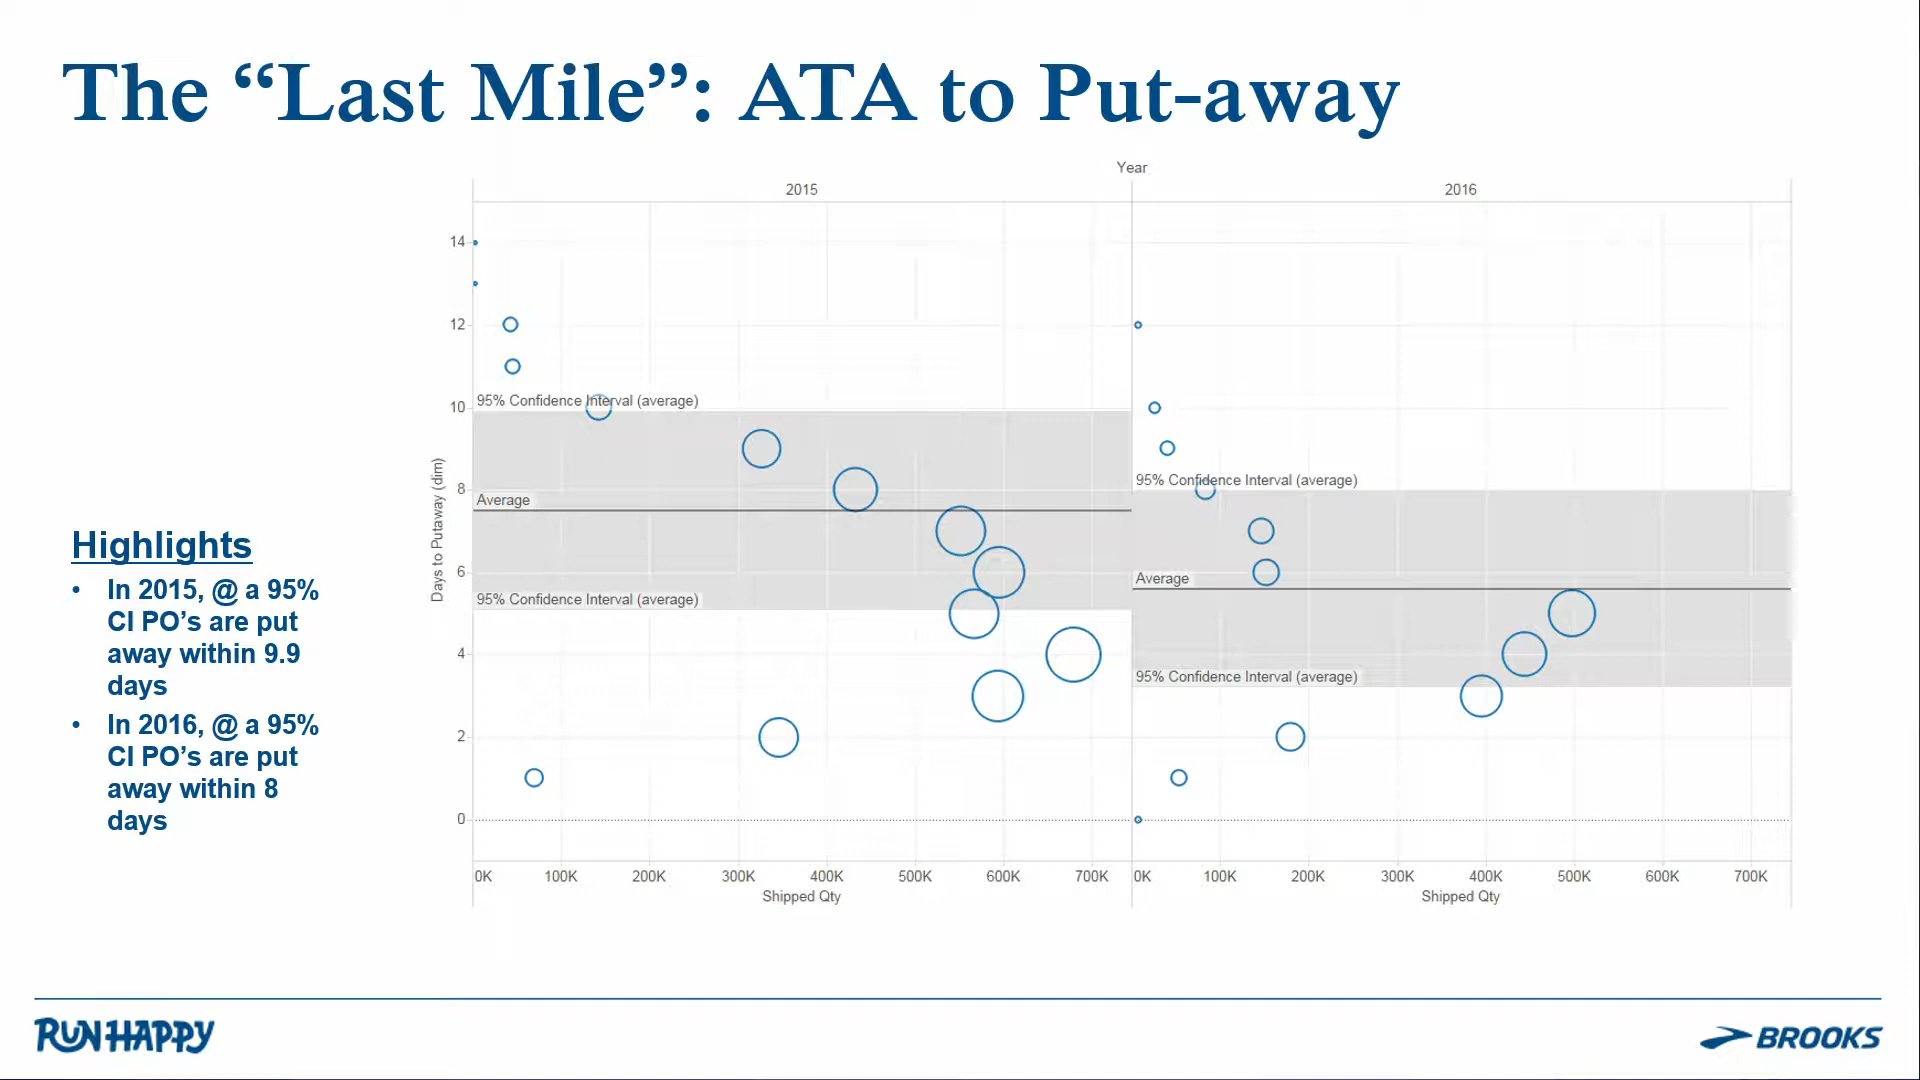 The “Last Mile”: ATA to Put-away
Year
2015
2016
14
12
10
8
6
4
2
0
Days to Putaway (dim)
95% Confidence Interval (average)
Average
95% Confidence Interval (average)
95% Confidence Interval (average)
Average
95% Confidence Interval (average)
0K 100K 200K 300K 400K 500K 600K 700K
Shipped Qty
0K 100K 200K 300K 400K 500K 600K 700K
Shipped Qty
Highlights
• In 2015, @ a 95%
CI PO’s are put
away within 9.9
days
• In 2016, @ a 95%
CI PO’s are put
away within 8
days
RUN HAPPY
BROOKS